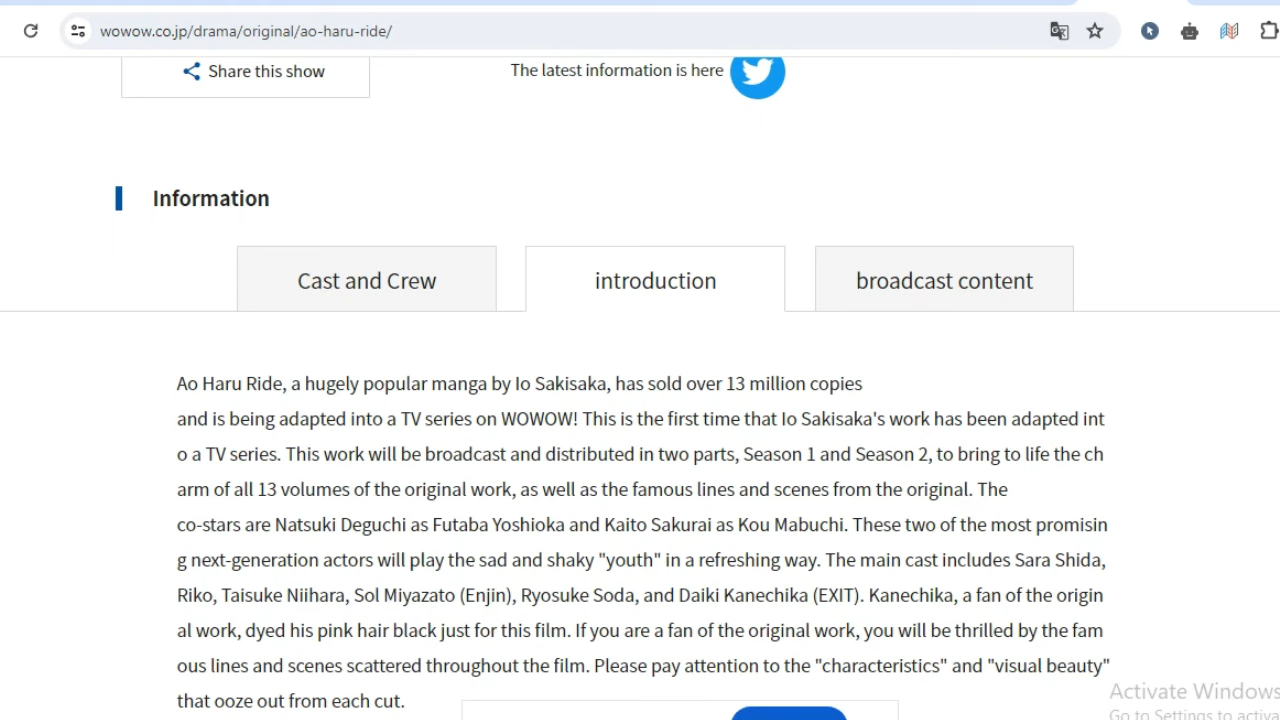 wowow.co.jp/drama/original/ao-haru-ride/
Share this show
The latest information is here
Information
Cast and Crew
introduction
broadcast content
Ao Haru Ride, a hugely popular manga by Io Sakisaka, has sold over 13 million copies
and is being adapted into a TV series on WOWOW! This is the first time that Io Sakisaka's work has been adapted int
o a TV series. This work will be broadcast and distributed in two parts, Season 1 and Season 2, to bring to life the ch
arm of all 13 volumes of the original work, as well as the famous lines and scenes from the original. The
co-stars are Natsuki Deguchi as Futaba Yoshioka and Kaito Sakurai as Kou Mabuchi. These two of the most promisin
g next-generation actors will play the sad and shaky "youth" in a refreshing way. The main cast includes Sara Shida,
Riko, Taisuke Niihara, Sol Miyazato (Enjin), Ryosuke Soda, and Daiki Kanechika (EXIT). Kanechika, a fan of the origin
al work, dyed his pink hair black just for this film. If you are a fan of the original work, you will be thrilled by the fam
ous lines and scenes scattered throughout the film. Please pay attention to the "characteristics" and "visual beauty"
that ooze out from each cut.
Activate Windows
Go to Settings to activa